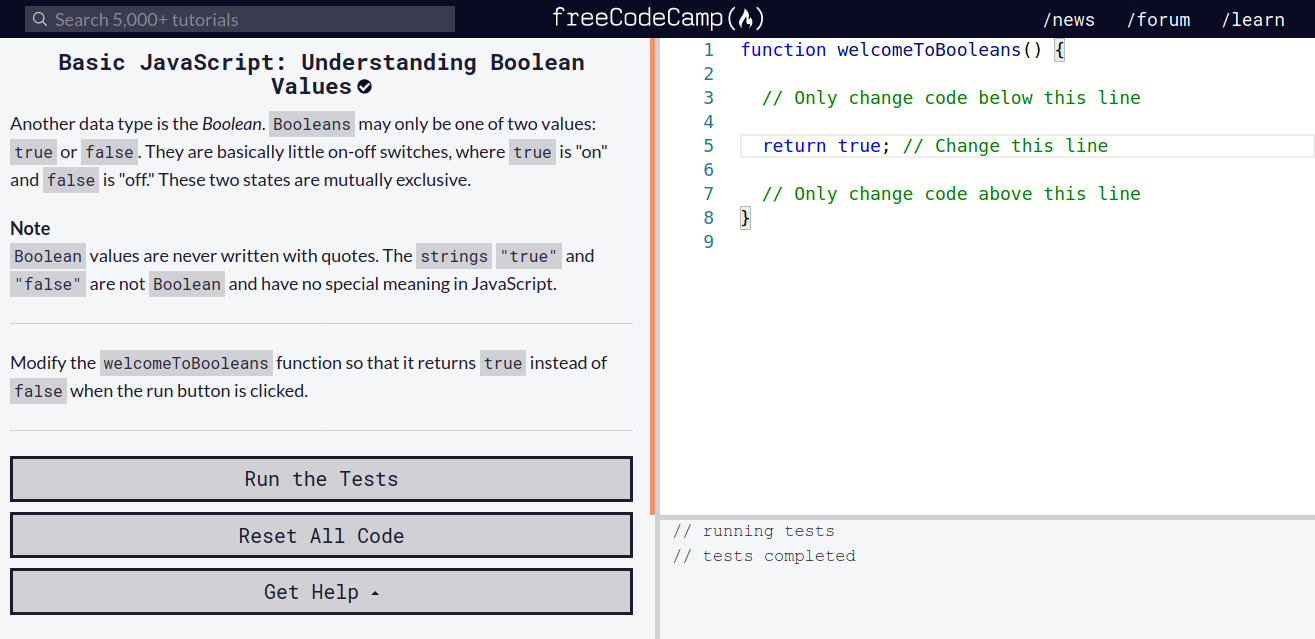 Search 5,000+ tutorials
freeCodeCamp
/news
/forum
/learn
Basic JavaScript: Understanding Boolean
Values
Another data type is the Boolean. Booleans may only be one of two values:
true or false. They are basically little on-off switches, where true is "on"
and false is "off." These two states are mutually exclusive.
Note
Boolean values are never written with quotes. The strings "true" and
"false" are not Boolean and have no special meaning in JavaScript.
Modify the welcomeToBooleans function so that it returns true instead of
false when the run button is clicked.
Run the Tests
Reset All Code
Get Help
1 function welcomeToBooleans() {
2
3 // Only change code below this line
4
5 return true; // Change this line
6
7 // Only change code above this line
8 }
9
// running tests
// tests completed